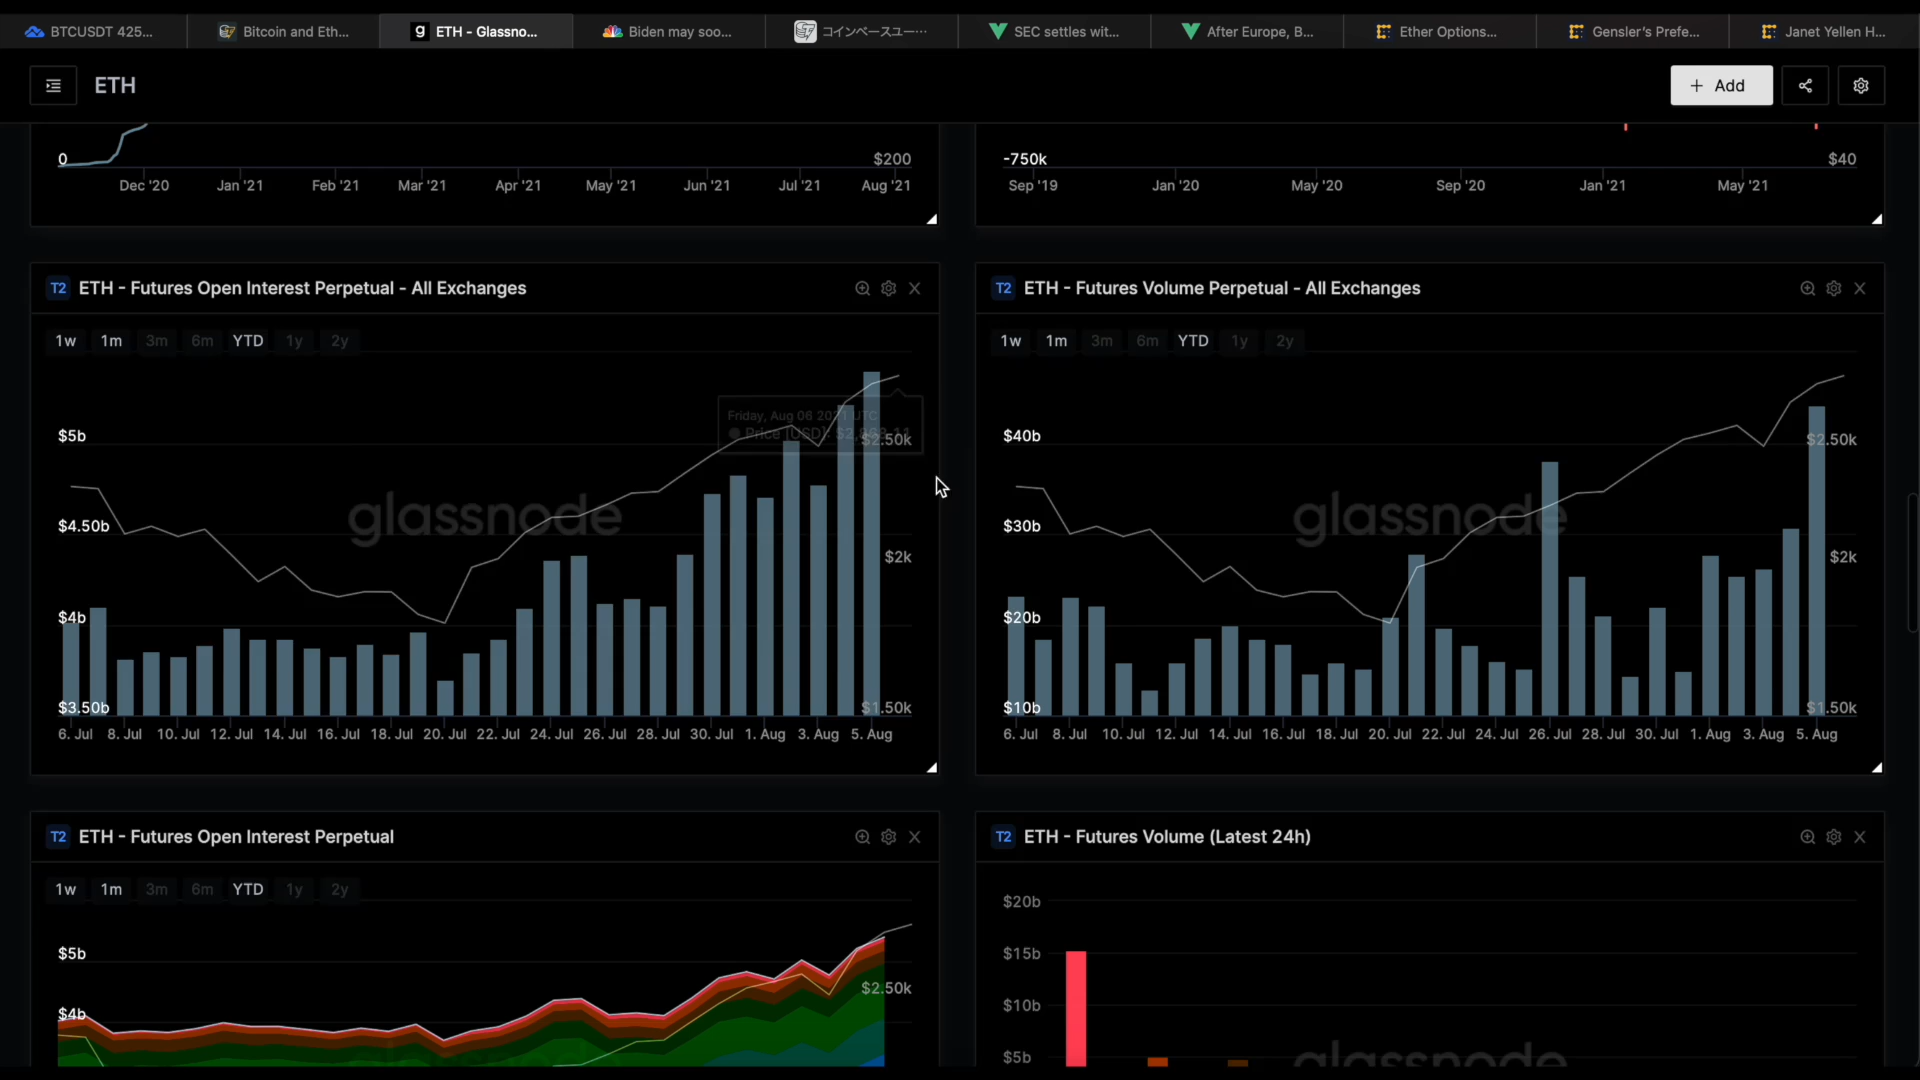 BTCUSDT 425...
Bitcoin and Eth...
ETH - Glassno...
Biden may soo...
コインベースユー…
SEC settles wit...
After Europe, B...
Ether Options...
Gensler's Prefe...
Janet Yellen H...
ETH
+ Add
0
$200
Dec '20 Jan '21 Feb '21 Mar '21 Apr '21 May '21 Jun '21 Jul '21 Aug '21
-750k
$40
Sep '19 Jan '20 May '20 Sep '20 Jan '21 May '21
T2 ETH - Futures Open Interest Perpetual - All Exchanges
1w 1m 3m 6m YTD 1y 2y
Friday, Aug 06 2021 UTC
Price [USD]:
$5b
$2.50k
glassnode
$4.50b
$2k
$4b
$3.50b
$1.50k
6. Jul 8. Jul 10. Jul 12. Jul 14. Jul 16. Jul 18. Jul 20. Jul 22. Jul 24. Jul 26. Jul 28. Jul 30. Jul 1. Aug 3. Aug 5. Aug
T2 ETH - Futures Volume Perpetual - All Exchanges
1w 1m 3m 6m YTD 1y 2y
$40b
$2.50k
glassnode
$30b
$2k
$20b
$10b
$1.50k
6. Jul 8. Jul 10. Jul 12. Jul 14. Jul 16. Jul 18. Jul 20. Jul 22. Jul 24. Jul 26. Jul 28. Jul 30. Jul 1. Aug 3. Aug 5. Aug
T2 ETH - Futures Open Interest Perpetual
1w 1m 3m 6m YTD 1y 2y
$5b
$2.50k
$4b
glassnode
T2 ETH - Futures Volume (Latest 24h)
$20b
$15b
$10b
$5b
glassnode